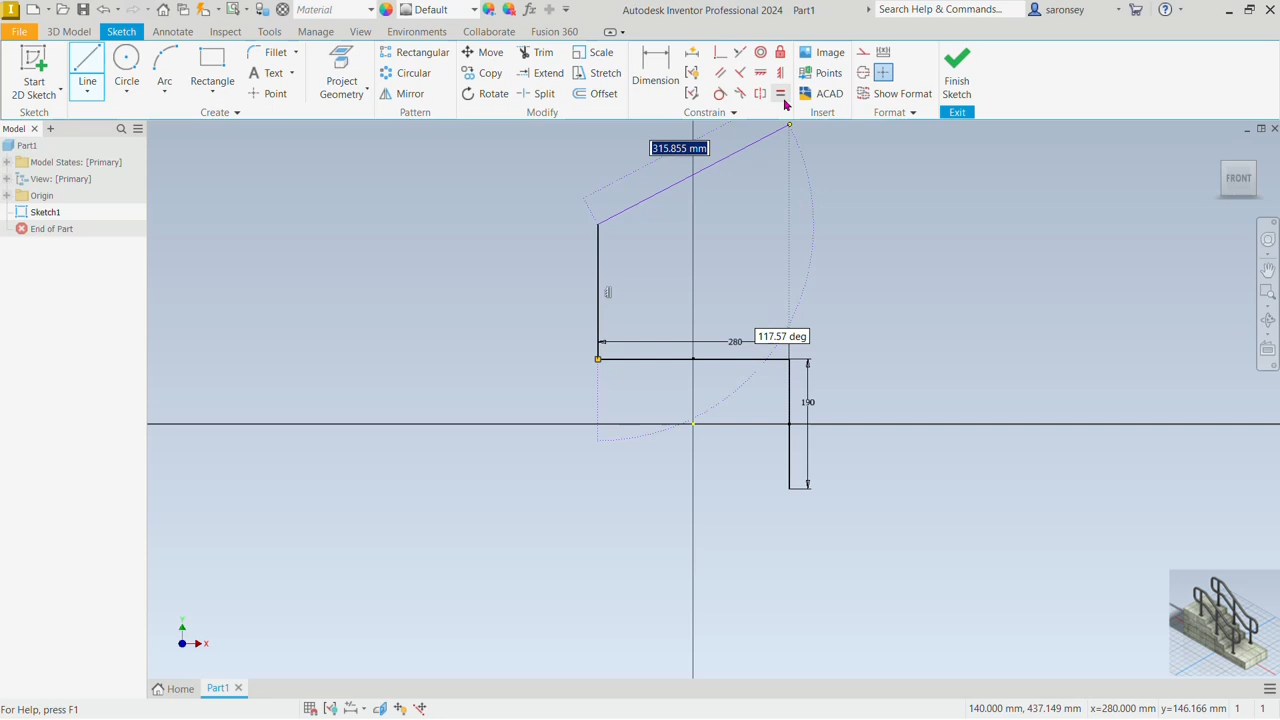 Material
Default
Autodesk Inventor Professional 2024 Part1
Search Help & Commands...
saronsey
File
3D Model
Sketch
Annotate
Inspect
Tools
Manage
View
Environments
Collaborate
Fusion 360
Start
2D Sketch
Line
Circle
Arc
Rectangle
Fillet
Text
Point
Project
Geometry
Rectangular
Circular
Mirror
Move
Copy
Rotate
Trim
Extend
Split
Scale
Stretch
Offset
Dimension
Image
Points
ACAD
Show Format
Finish
Sketch
Sketch
Create
Pattern
Modify
Constrain
Insert
Format
Exit
Model
Part1
Model States: [Primary]
View: [Primary]
Origin
Sketch1
End of Part
315.855 mm
FRONT
117.57 deg
280
190
Y
X
Home
Part1
For Help, press F1
140.000 mm, 437.149 mm
x=280.000 mm
y=146.166 mm
1
1